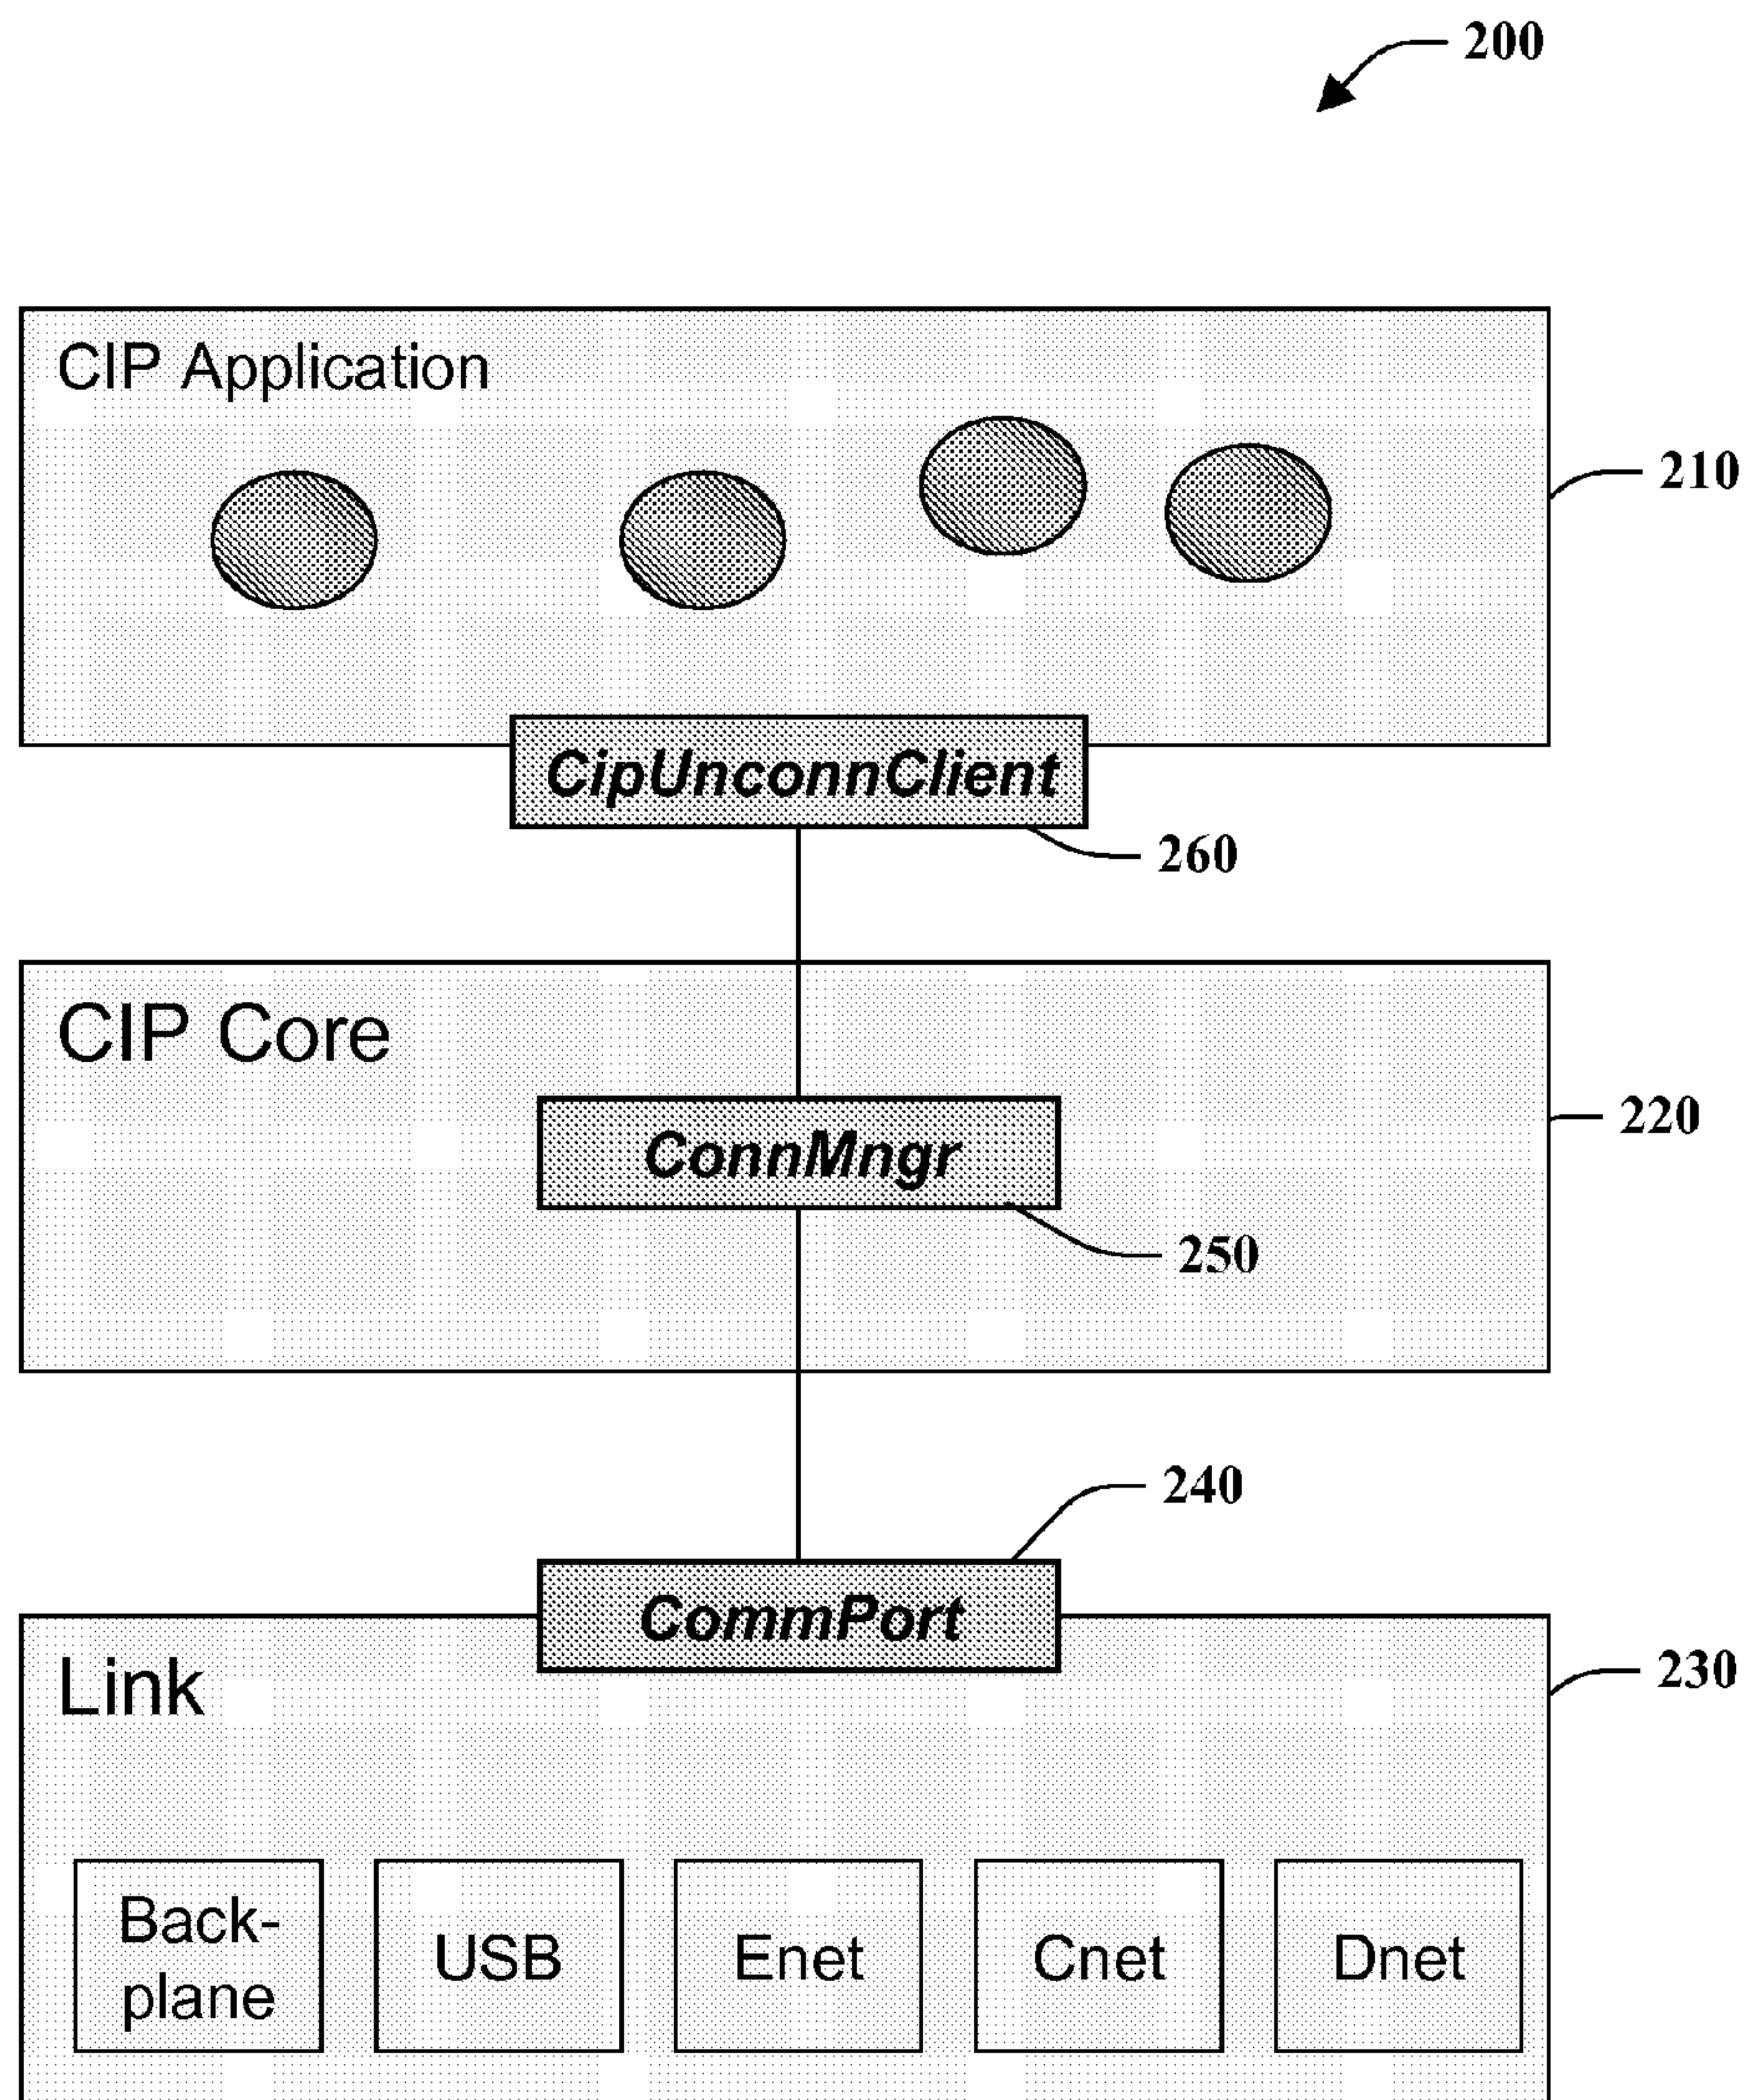 200
CIP Application
210
CipUnconnClient
260
CIP Core
220
ConnMngr
250
240
CommPort
Link
230
Back-
plane
USB
Enet
Cnet
Dnet